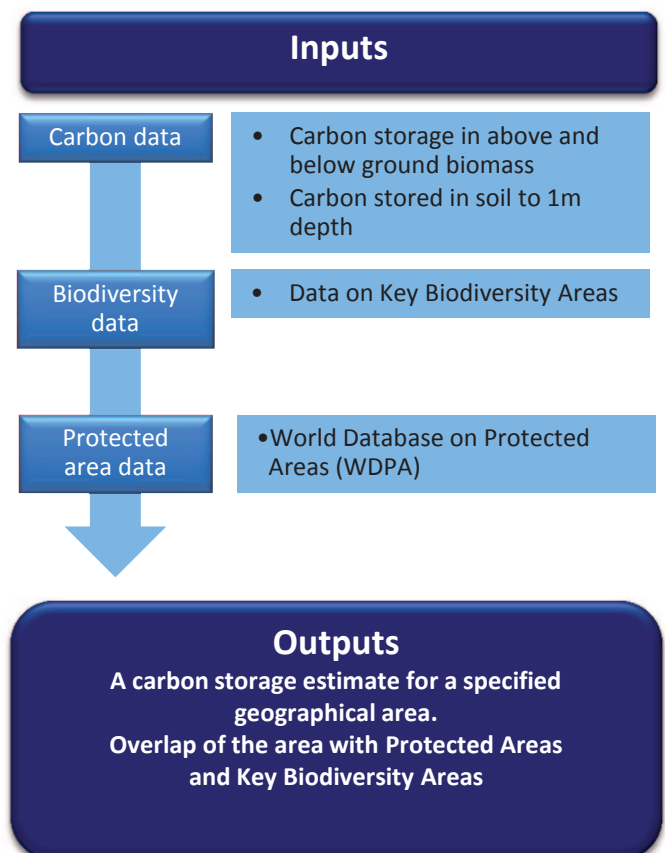 Inputs
Carbon data
• Carbon storage in above and
below ground biomass
• Carbon stored in soil to 1m
depth
Biodiversity
data
• Data on Key Biodiversity Areas
Protected
area data
•World Database on Protected
Areas (WDPA)
Outputs
A carbon storage estimate for a specified
geographical area.
Overlap of the area with Protected Areas
and Key Biodiversity Areas